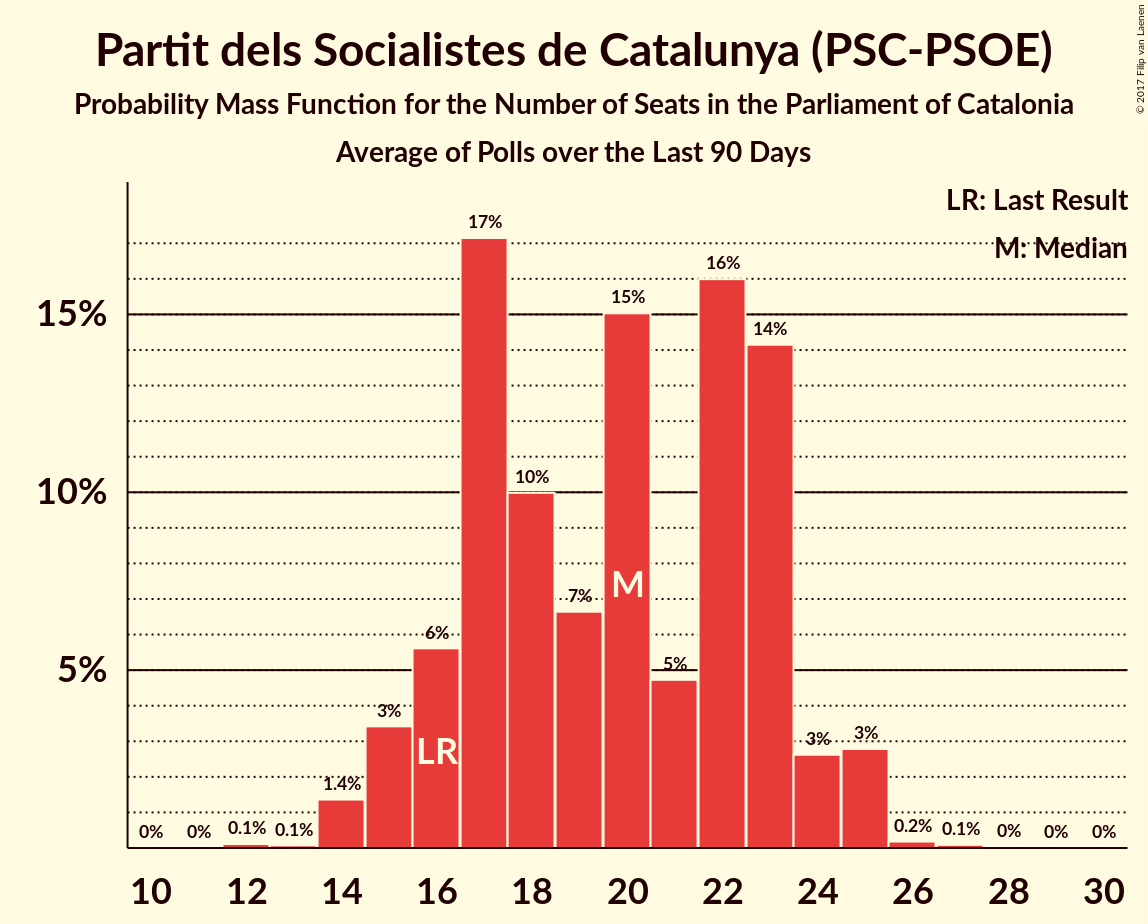 Partit dels Socialistes de Catalunya (PSC-PSOE)
Probability Mass Function for the Number of Seats in the Parliament of Catalonia
Average of Polls over the Last 90 Days
© 2017 Filip van Laenen
LR: Last Result
M: Median
15%
10%
5%
0%
0%
0.1%
0.1%
1.4%
3%
6%
17%
10%
7%
15%
5%
16%
14%
3%
3%
0.2%
0.1%
0%
0%
0%
LR
M
10 12 14 16 18 20 22 24 26 28 30